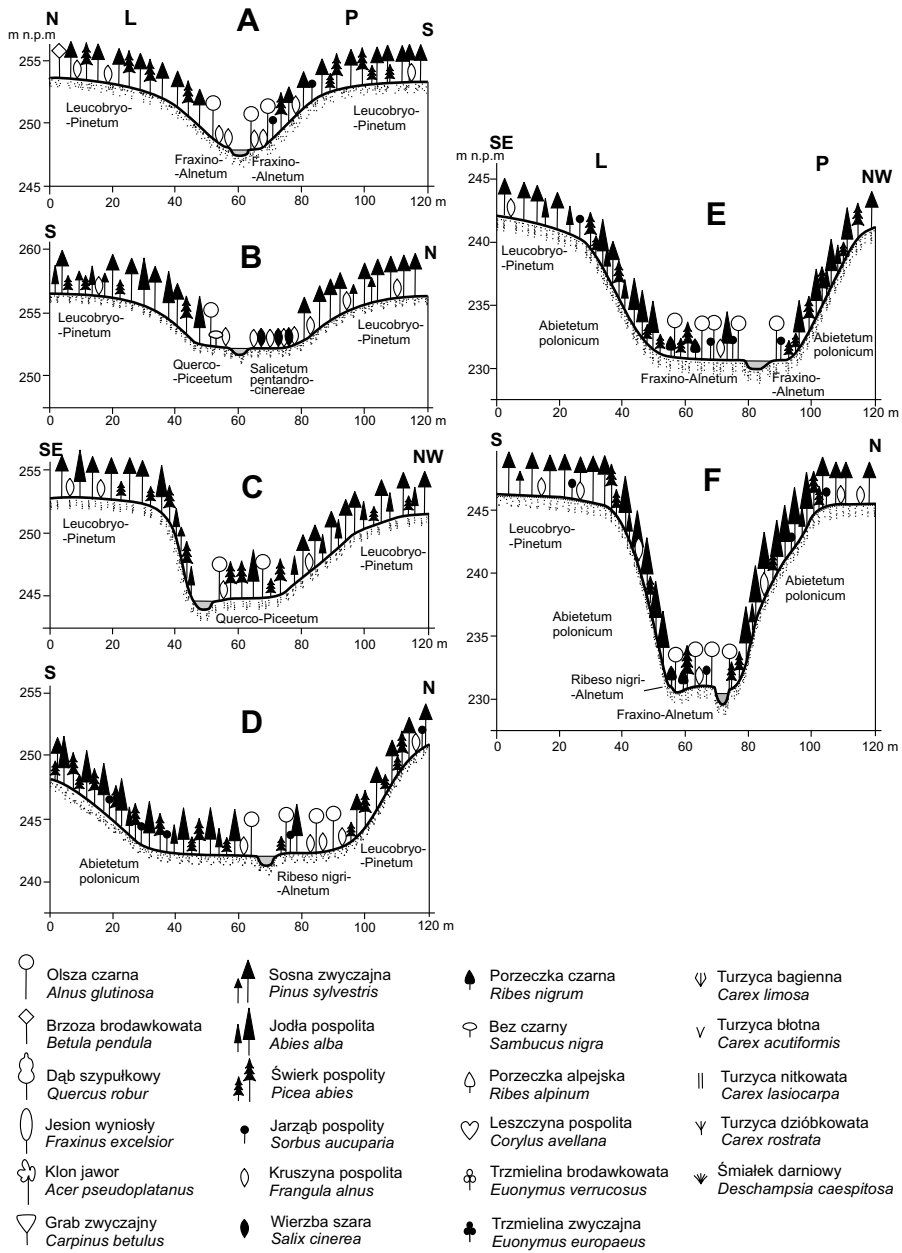 N L A P S
m n.p.m
255
250
245
Leucobryo-
-Pinetum
Fraxino-
-Alnetum
Fraxino-
-Alnetum
Leucobryo-
-Pinetum
0 20 40 60 80 100 120 m
S B N
260
255
250
Leucobryo-
-Pinetum
Querco-
-Piceetum
Salicetum
pentandro-
cinereae
Leucobryo-
-Pinetum
0 20 40 60 80 100 120 m
SE C NW
255
250
245
Leucobryo-
-Pinetum
Querco-Piceetum
Leucobryo-
-Pinetum
0 20 40 60 80 100 120 m
S D N
255
250
245
240
Abietetum
polonicum
Ribeso nigri-
-Alnetum
Leucobryo-
-Pinetum
0 20 40 60 80 100 120 m
SE L E P NW
m n.p.m
240
235
230
Leucobryo-
-Pinetum
Abietetum
polonicum
Fraxino-Alnetum
Fraxino-
-Alnetum
Abietetum
polonicum
0 20 40 60 80 100 120 m
S F N
245
240
235
230
Leucobryo-
-Pinetum
Abietetum
polonicum
Ribeso nigri-
-Alnetum
Fraxino-Alnetum
Abietetum
polonicum
0 20 40 60 80 100 120 m
Olsza czarna
Alnus glutinosa
Brzoza brodawkowata
Betula pendula
Dąb szypułkowy
Quercus robur
Jesion wyniosły
Fraxinus excelsior
Klon jawor
Acer pseudoplatanus
Grab zwyczajny
Carpinus betulus
Sosna zwyczajna
Pinus sylvestris
Jodła pospolita
Abies alba
Świerk pospolity
Picea abies
Jarząb pospolity
Sorbus aucuparia
Kruszyna pospolita
Frangula alnus
Wierzba szara
Salix cinerea
Porzeczka czarna
Ribes nigrum
Bez czarny
Sambucus nigra
Porzeczka alpejska
Ribes alpinum
Leszczyna pospolita
Corylus avellana
Trzmielina brodawkowata
Euonymus verrucosus
Trzmielina zwyczajna
Euonymus europaeus
Turzyca bagienna
Carex limosa
Turzyca błotna
Carex acutiformis
Turzyca nitkowata
Carex lasiocarpa
Turzyca dzióbkowata
Carex rostrata
Śmiałek darniowy
Deschampsia caespitosa